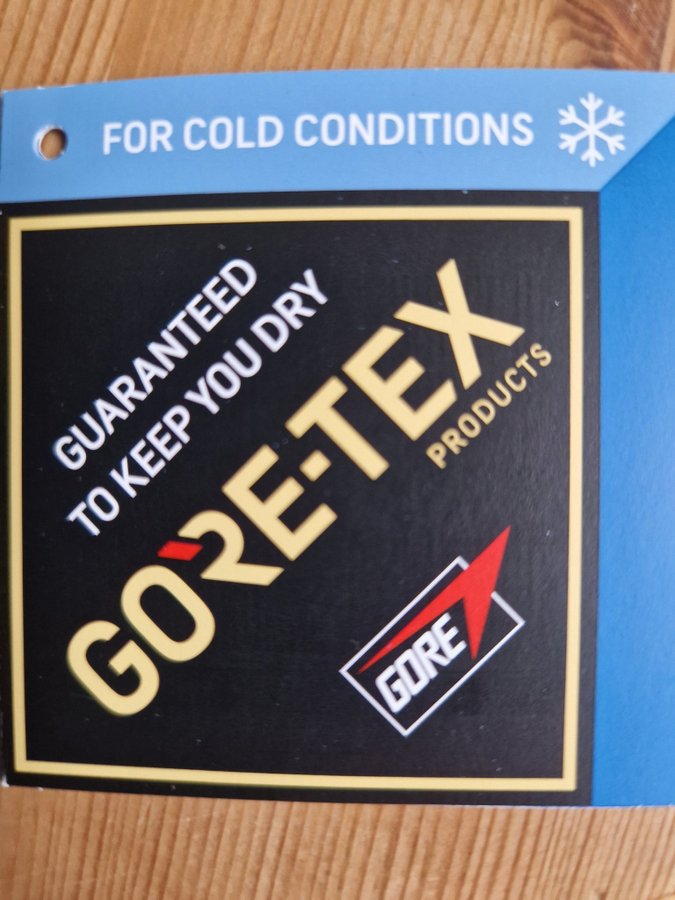 FOR COLD CONDITIONS
GUARANTEED
TO KEEP YOU DRY
GORE-TEX
PRODUCTS
GORE